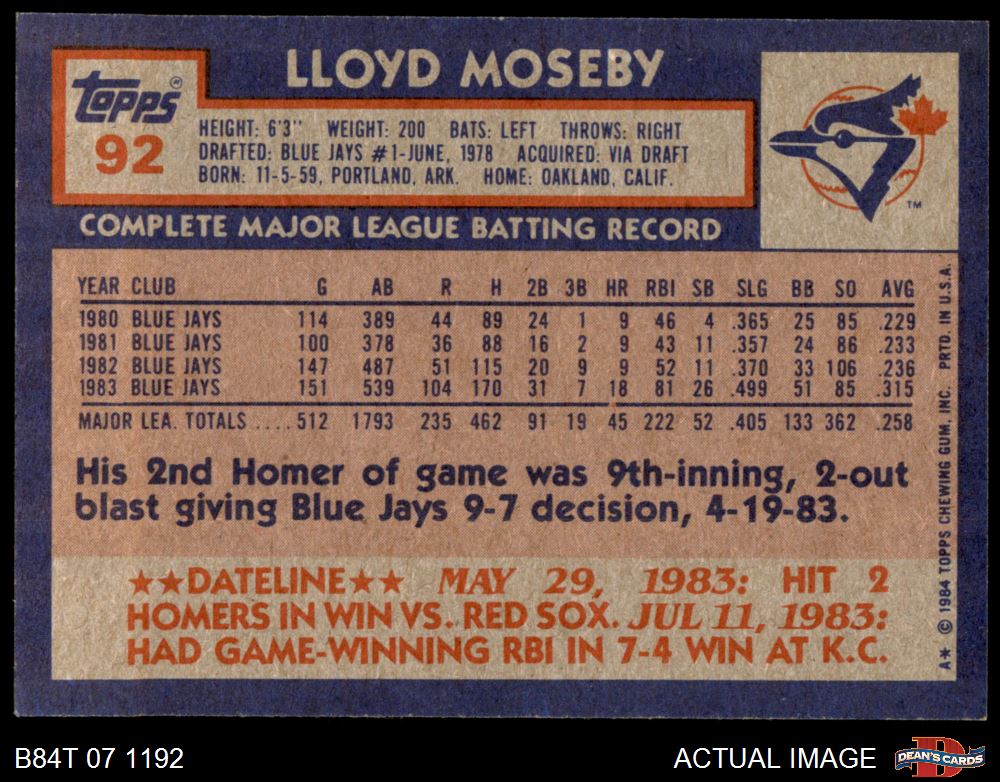 LLOYD MOSEBY
TOPPS®
92
HEIGHT: 6'3" WEIGHT: 200 BATS: LEFT THROWS: RIGHT
DRAFTED: BLUE JAYS #1-JUNE, 1978 ACQUIRED: VIA DRAFT
BORN: 11-5-59, PORTLAND, ARK. HOME: OAKLAND, CALIF.
TM
COMPLETE MAJOR LEAGUE BATTING RECORD
YEAR CLUB G AB R H 2B 3B HR RBI SB SLG BB SO AVG
1980 BLUE JAYS 114 389 44 89 24 1 9 46 4 .365 25 85 .229
1981 BLUE JAYS 100 378 36 88 16 2 9 43 11 .357 24 86 .233
1982 BLUE JAYS 147 487 51 115 20 9 9 52 11 .370 33 106 .236
1983 BLUE JAYS 151 539 104 170 31 7 18 81 26 .499 51 85 .315
MAJOR LEA. TOTALS ....512 1793 235 462 91 19 45 222 52 .405 133 362 .258
His 2nd Homer of game was 9th-inning, 2-out
blast giving Blue Jays 9-7 decision, 4-19-83.
★★DATELINE★★ MAY 29, 1983: HIT 2
HOMERS IN WIN VS. RED SOX. JUL 11, 1983:
HAD GAME-WINNING RBI IN 7-4 WIN AT K.C.
A* © 1984 TOPPS CHEWING GUM, INC. PRTD. IN U.S.A.
B84T 07 1192
ACTUAL IMAGE
D
DEAN'S CARDS